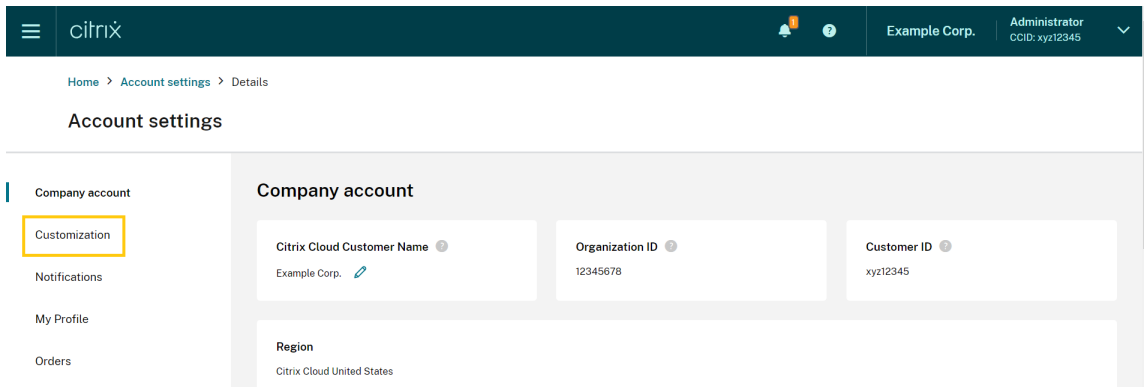 citrix
1
?
Example Corp.
Administrator
CCID: xyz12345
Home > Account settings > Details
Account settings
Company account
Customization
Notifications
My Profile
Orders
Company account
Citrix Cloud Customer Name ?
Example Corp.
Organization ID ?
12345678
Customer ID ?
xyz12345
Region
Citrix Cloud United States